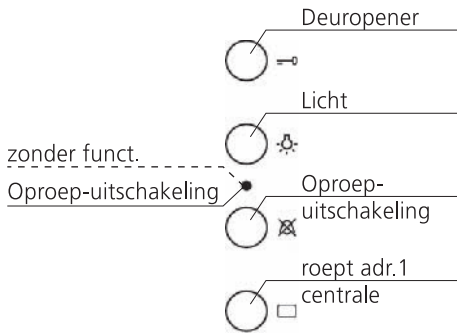 Deuropener
Licht
zonder funct.
Oproep-uitschakeling
Oproep-
uitschakeling
roept adr.1
centrale